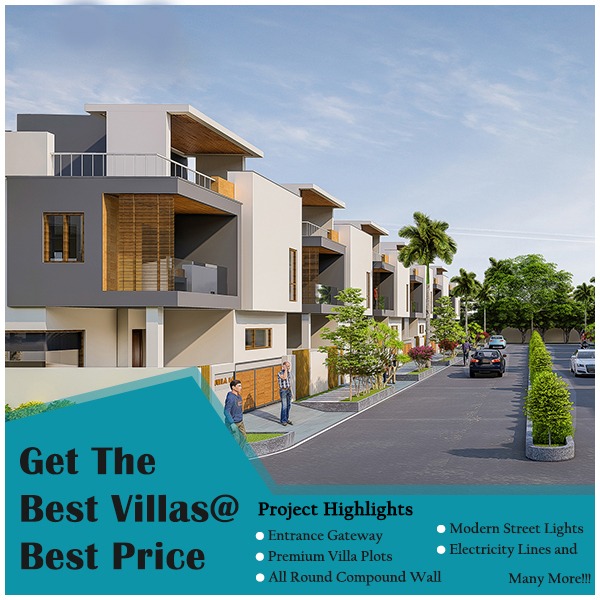 Get The
Best Villas@
Best Price
Project Highlights
Entrance Gateway
Premium Villa Plots
All Round Compound Wall
Modern Street Lights
Electricity Lines and
Many More!!!